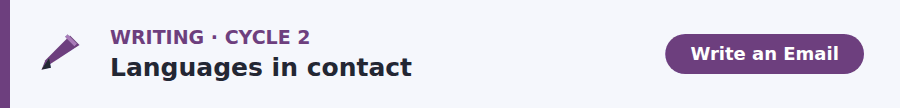 WRITING · CYCLE 2
Languages in contact
Write an Email